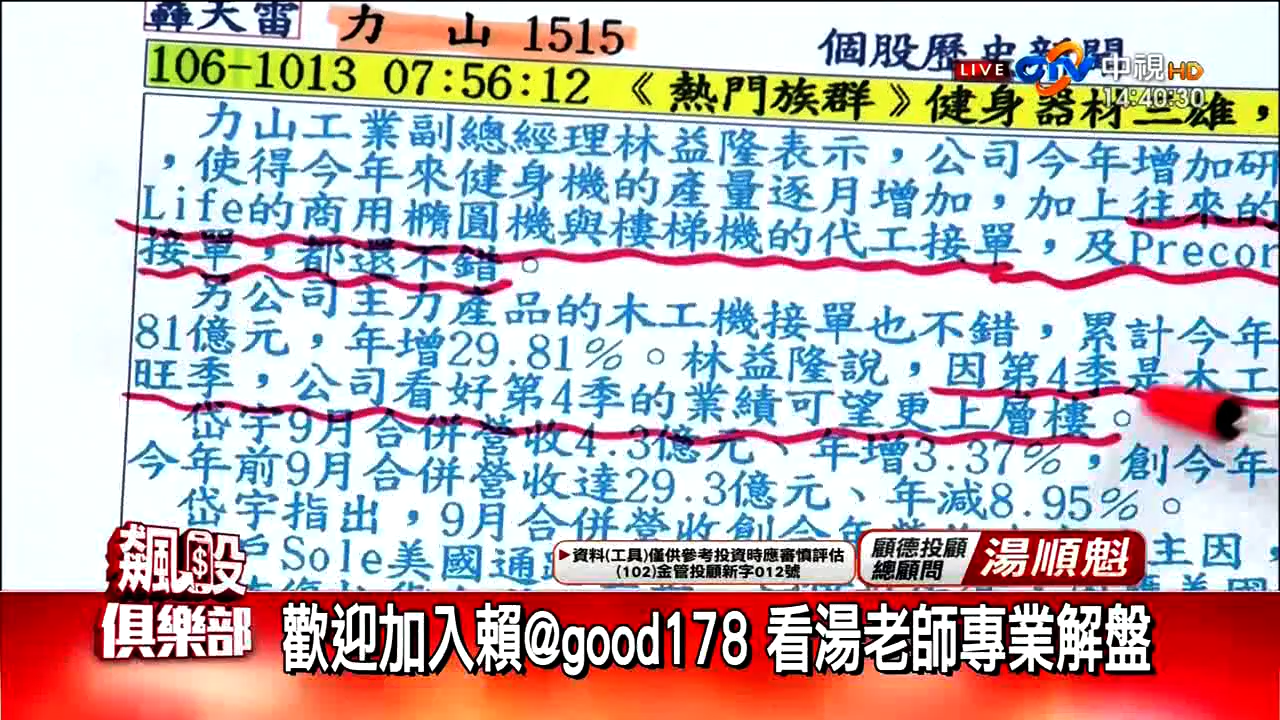 轟天雷
力 山 1515
個股歷史新聞
LIVE CTV 中視HD
14:40:30
106-1013 07:56:12《熱門族群》健身器材三雄，
力山工業副總經理林益隆表示，公司今年增加研
，使得今年來健身機的產量逐月增加，加上往來的
Life的商用橢圓機與樓梯機的代工接單，及Precor
接單，都還不錯。
另公司主力產品的木工機接單也不錯，累計今年
81億元，年增29.81%。林益隆說，因第4季是木工
旺季，公司看好第4季的業績可望更上層樓。
岱宇9月合併營收4.3億元、年增3.37%，創今年
今年前9月合併營收達29.3億元、年減8.95%。
岱宇指出，9月合併營收創今年
主因，
Sole美國通路
飆股
俱樂部
▶資料(工具)僅供參考投資時應審慎評估
(102)金管投顧新字012號
顧德投顧
總顧問
湯順魁
歡迎加入賴@good178 看湯老師專業解盤